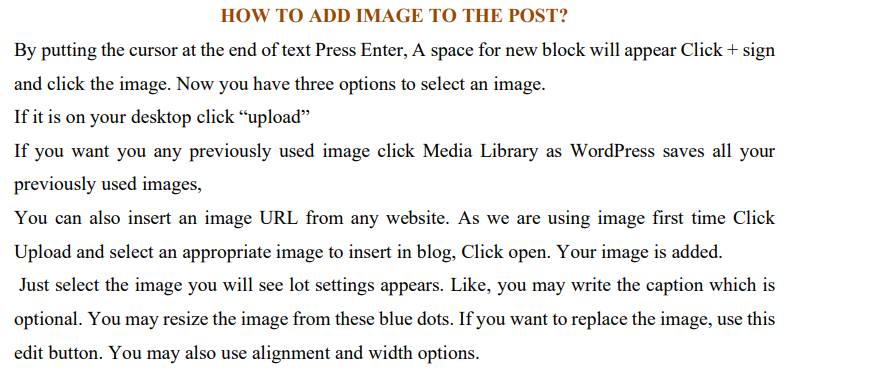 HOW TO ADD IMAGE TO THE POST?
By putting the cursor at the end of text Press Enter, A space for new block will appear Click + sign
and click the image. Now you have three options to select an image.
If it is on your desktop click “upload”
If you want you any previously used image click Media Library as WordPress saves all your
previously used images,
You can also insert an image URL from any website. As we are using image first time Click
Upload and select an appropriate image to insert in blog, Click open. Your image is added.
Just select the image you will see lot settings appears. Like, you may write the caption which is
optional. You may resize the image from these blue dots. If you want to replace the image, use this
edit button. You may also use alignment and width options.